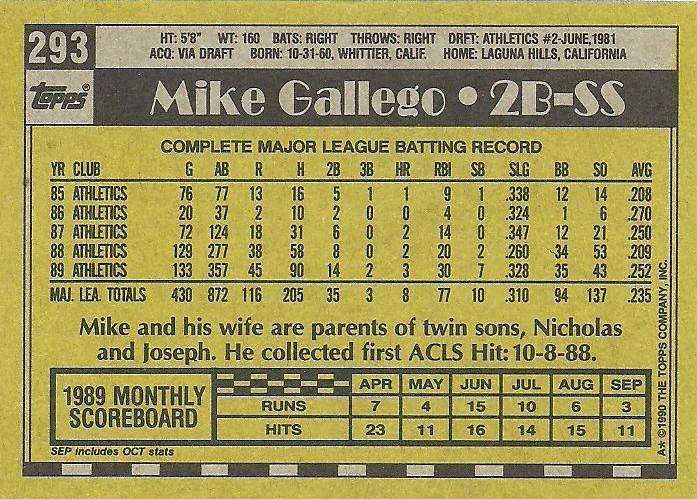 293
HT: 5'8" WT: 160 BATS: RIGHT THROWS: RIGHT DRFT: ATHLETICS #2-JUNE,1981
ACQ: VIA DRAFT BORN: 10-31-60, WHITTIER, CALIF. HOME: LAGUNA HILLS, CALIFORNIA
TOPPS®
Mike Gallego • 2B-SS
COMPLETE MAJOR LEAGUE BATTING RECORD
YR CLUB G AB R H 2B 3B HR RBI SB SLG BB SO AVG
85 ATHLETICS 76 77 13 16 5 1 1 9 1 .338 12 14 .208
86 ATHLETICS 20 37 2 10 2 0 0 4 0 .324 1 6 .270
87 ATHLETICS 72 124 18 31 6 0 2 14 0 .347 12 21 .250
88 ATHLETICS 129 277 38 58 8 0 2 20 2 .260 34 53 .209
89 ATHLETICS 133 357 45 90 14 2 3 30 7 .328 35 43 .252
MAJ. LEA. TOTALS 430 872 116 205 35 3 8 77 10 .310 94 137 .235
Mike and his wife are parents of twin sons, Nicholas
and Joseph. He collected first ACLS Hit: 10-8-88.
1989 MONTHLY
SCOREBOARD
APR MAY JUN JUL AUG SEP
RUNS 7 4 15 10 6 3
HITS 23 11 16 14 15 11
SEP includes OCT stats
A* ©1990 THE TOPPS COMPANY, INC.